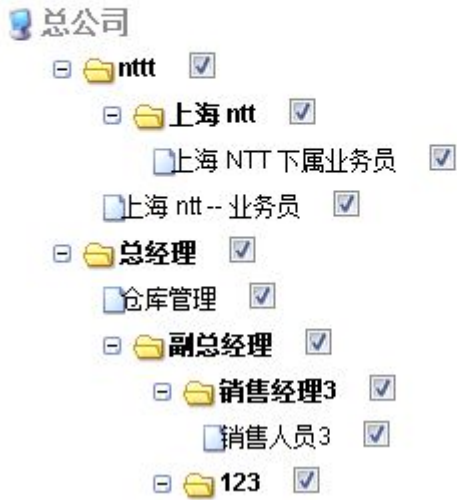 总公司
nttt
上海 ntt
上海 NTT 下属业务员
上海 ntt -- 业务员
总经理
仓库管理
副总经理
销售经理3
销售人员3
123